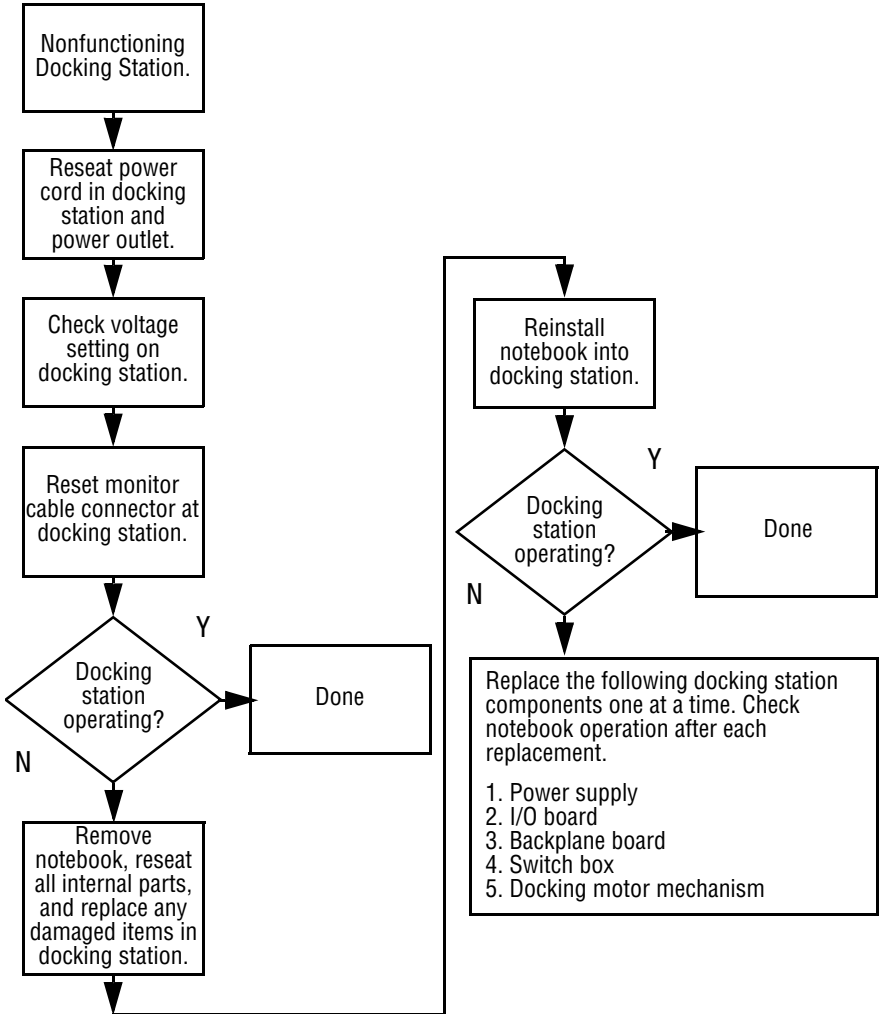 Nonfunctioning
Docking Station.
Reseat power
cord in docking
station and
power outlet.
Check voltage
setting on
docking station.
Reset monitor
cable connector at
docking station.
Docking
station
operating?
Y
N
Done
Remove
notebook, reseat
all internal parts,
and replace any
damaged items in
docking station.
Reinstall
notebook into
docking station.
Docking
station
operating?
Y
N
Done
Replace the following docking station
components one at a time. Check
notebook operation after each
replacement.
1. Power supply
2. I/O board
3. Backplane board
4. Switch box
5. Docking motor mechanism